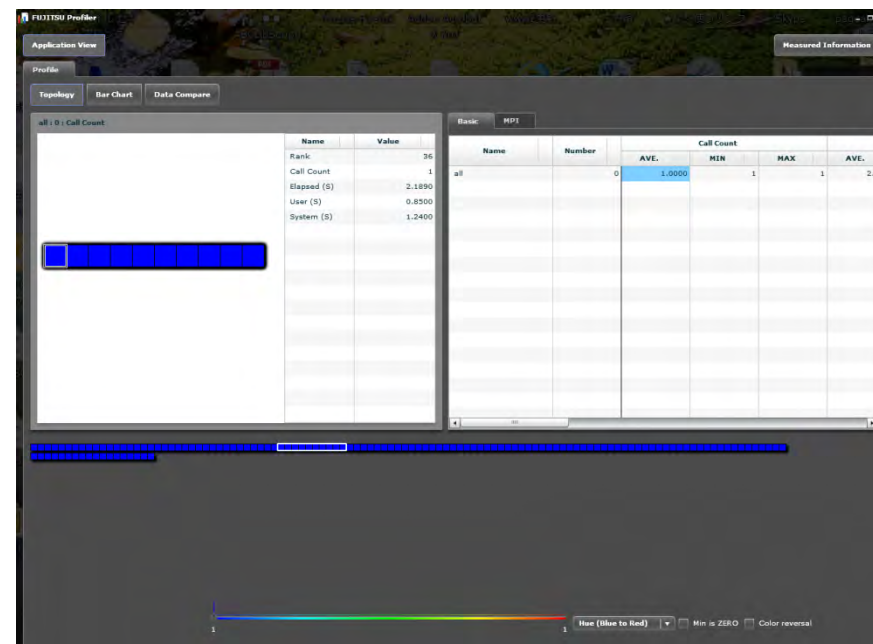 FUJITSU Profiler
Application View
Measured Information
Profile
Topology Bar Chart Data Compare
all : 0 : Call Count
Basic MPI
Name Value
Rank 36
Call Count 1
Elapsed (S) 2.1890
User (S) 0.8500
System (S) 1.2400
Name Number Call Count
AVE. MIN MAX AVE.
all 0 1.0000 1 1 2.
1 1
Hue (Blue to Red) Min is ZERO Color reversal